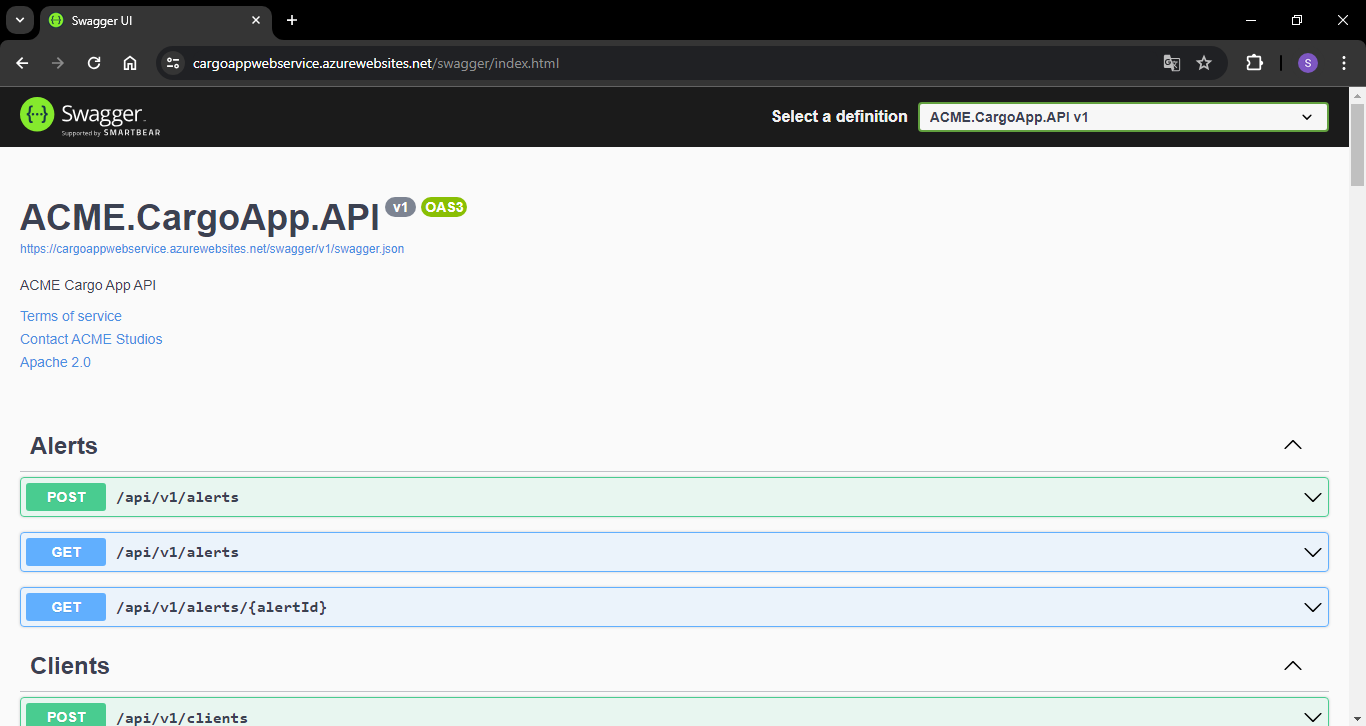 Swagger UI
cargoappwebservice.azurewebsites.net/swagger/index.html
S
Swagger
Supported by SMARTBEAR
Select a definition
ACME.CargoApp.API v1
ACME.CargoApp.API v1 OAS3
https://cargoappwebservice.azurewebsites.net/swagger/v1/swagger.json
ACME Cargo App API
Terms of service
Contact ACME Studios
Apache 2.0
Alerts
POST /api/v1/alerts
GET /api/v1/alerts
GET /api/v1/alerts/{alertId}
Clients
POST /api/v1/clients